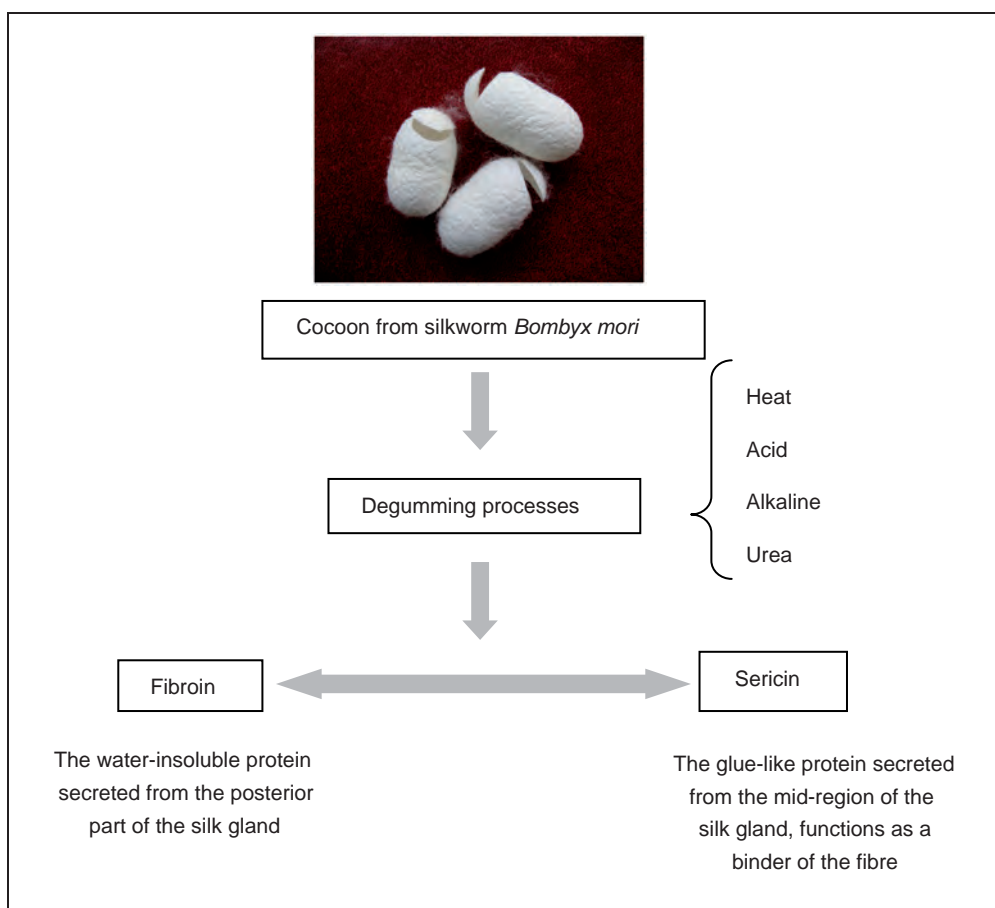 Cocoon from silkworm Bombyx mori
Heat
Acid
Alkaline
Urea
Degumming processes
Fibroin
Sericin
The water-insoluble protein
secreted from the posterior
part of the silk gland
The glue-like protein secreted
from the mid-region of the
silk gland, functions as a
binder of the fibre